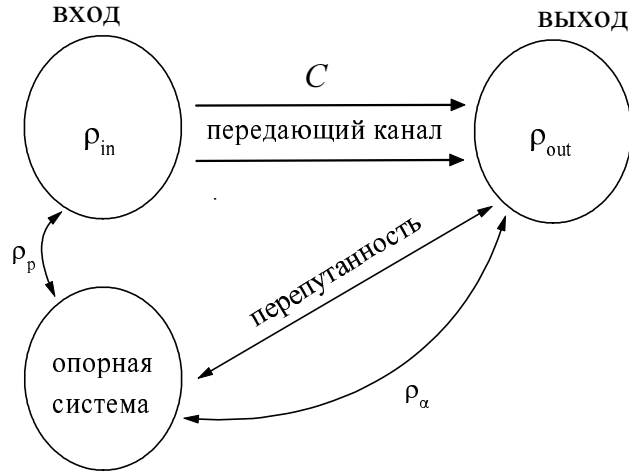 вход
выход
C
передающий канал
ρin
ρout
ρp
перепутанность
опорная
система
ρα